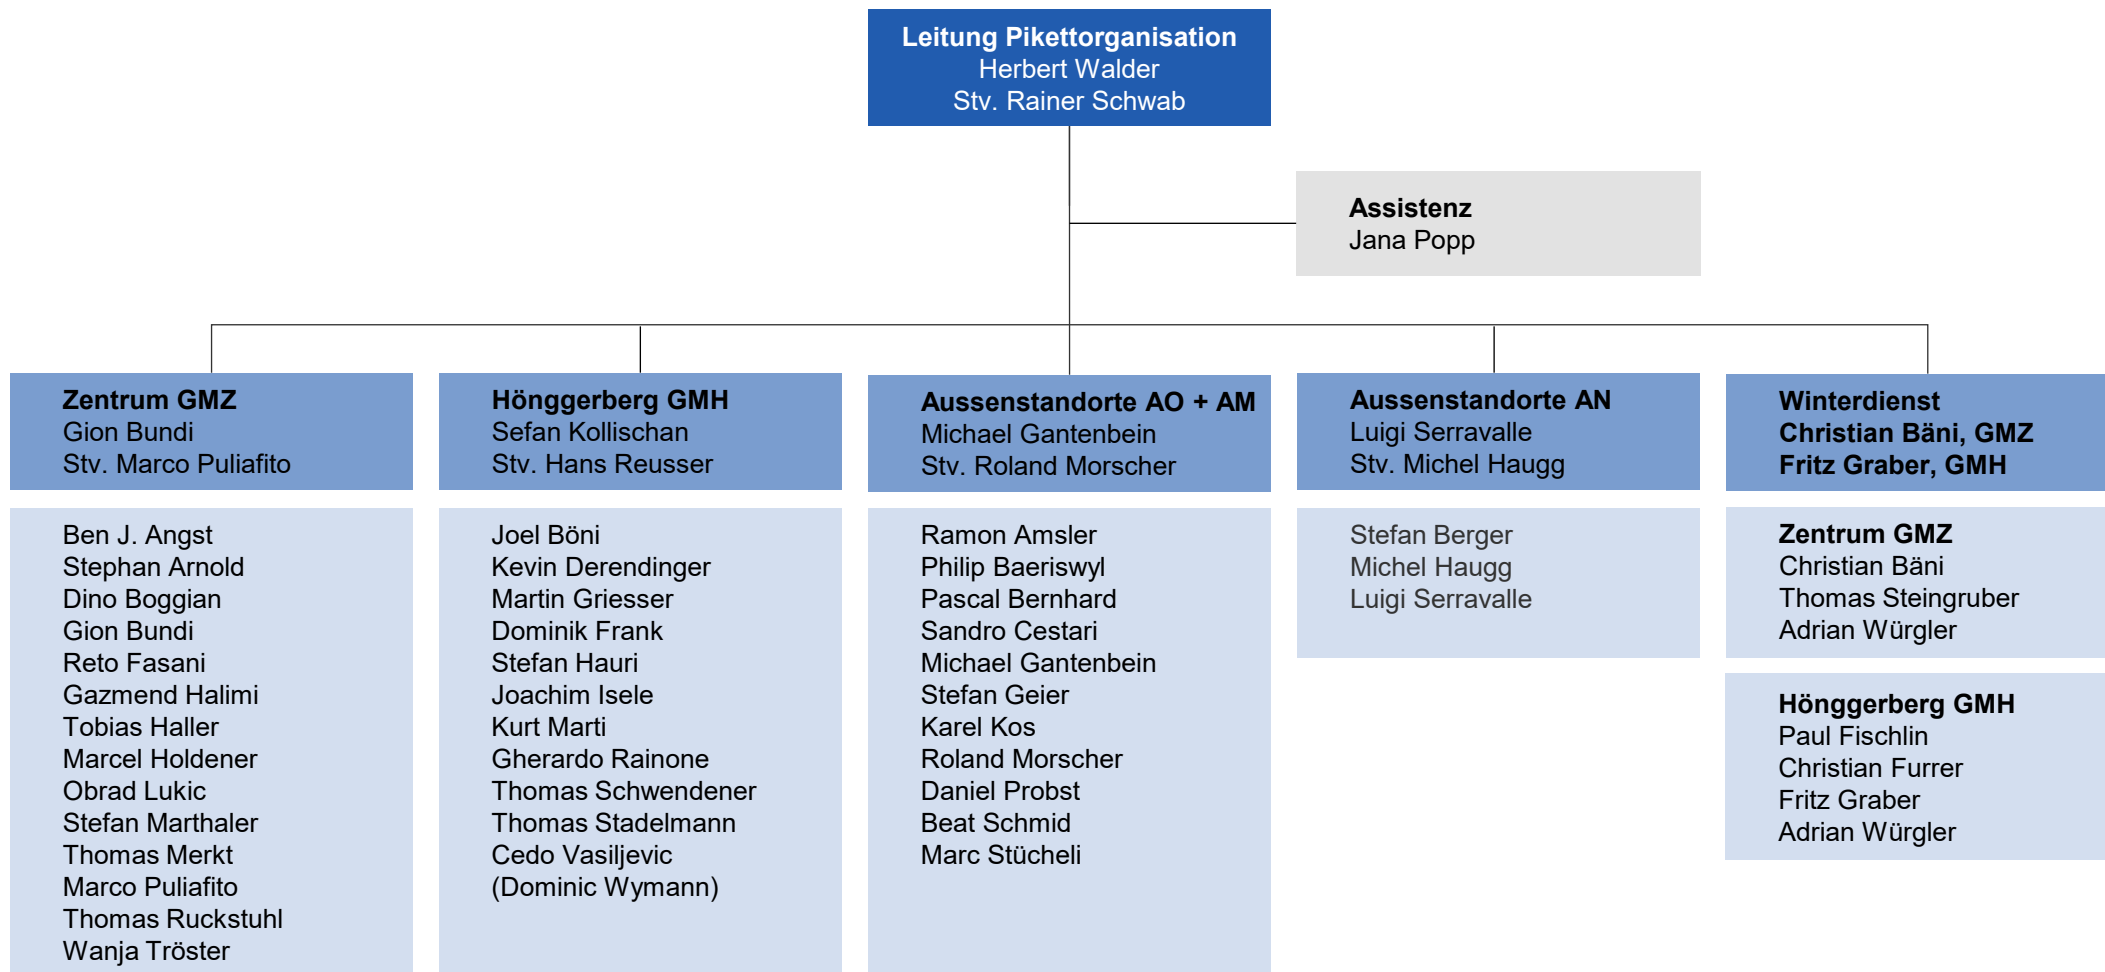 Leitung Pikettorganisation
Herbert Walder
Stv. Rainer Schwab
Assistenz
Jana Popp
Zentrum GMZ
Gion Bundi
Stv. Marco Puliafito
Ben J. Angst
Stephan Arnold
Dino Boggian
Gion Bundi
Reto Fasani
Gazmend Halimi
Tobias Haller
Marcel Holdener
Obrad Lukic
Stefan Marthaler
Thomas Merkt
Marco Puliafito
Thomas Ruckstuhl
Wanja Tröster
Hönggerberg GMH
Sefan Kollischan
Stv. Hans Reusser
Joel Böni
Kevin Derendinger
Martin Griesser
Dominik Frank
Stefan Hauri
Joachim Isele
Kurt Marti
Gherardo Rainone
Thomas Schwendener
Thomas Stadelmann
Cedo Vasiljevic
(Dominic Wymann)
Aussenstandorte AO + AM
Michael Gantenbein
Stv. Roland Morscher
Ramon Amsler
Philip Baeriswyl
Pascal Bernhard
Sandro Cestari
Michael Gantenbein
Stefan Geier
Karel Kos
Roland Morscher
Daniel Probst
Beat Schmid
Marc Stücheli
Aussenstandorte AN
Luigi Serravalle
Stv. Michel Haugg
Stefan Berger
Michel Haugg
Luigi Serravalle
Winterdienst
Christian Bäni, GMZ
Fritz Graber, GMH
Zentrum GMZ
Christian Bäni
Thomas Steingruber
Adrian Würgler
Hönggerberg GMH
Paul Fischlin
Christian Furrer
Fritz Graber
Adrian Würgler